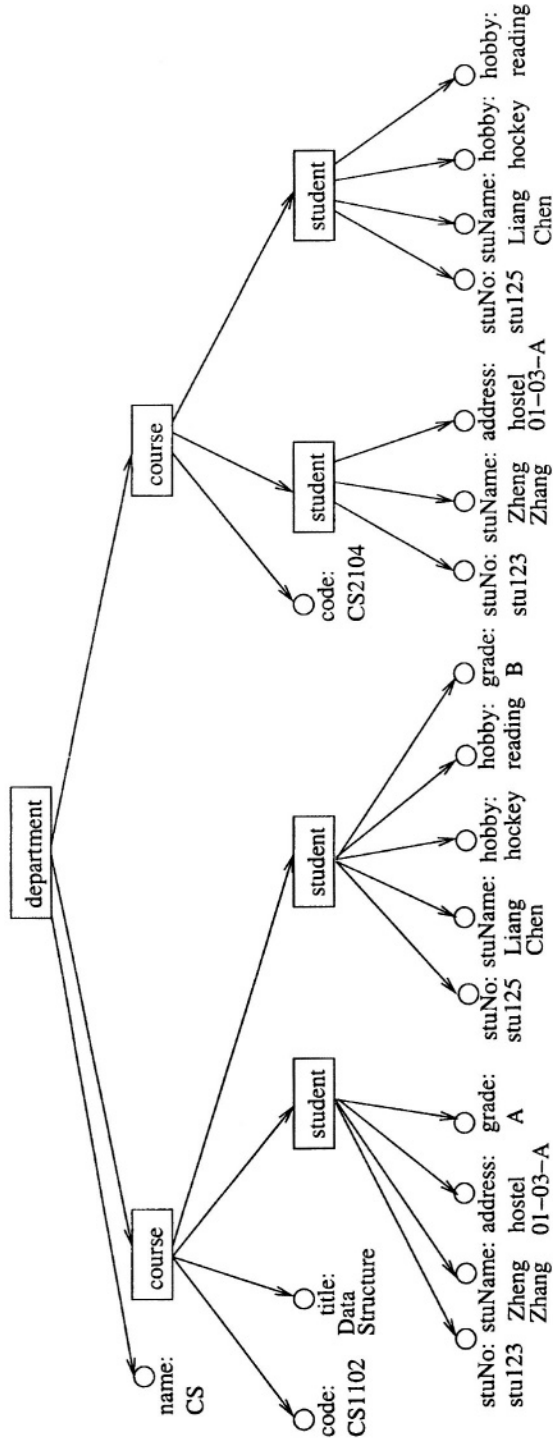 department
name:
CS
course
course
code:
CS1102
title:
Data
Structure
student
student
code:
CS2104
student
student
stuNo:
stu123
stuName:
Zheng
Zhang
address:
hostel
01–03–A
grade:
A
stuNo:
stu125
stuName:
Liang
Chen
hobby:
hockey
hobby:
reading
grade:
B
stuNo:
stu123
stuName:
Zheng
Zhang
address:
hostel
01–03–A
stuNo:
stu125
stuName:
Liang
Chen
hobby:
hockey
hobby:
reading